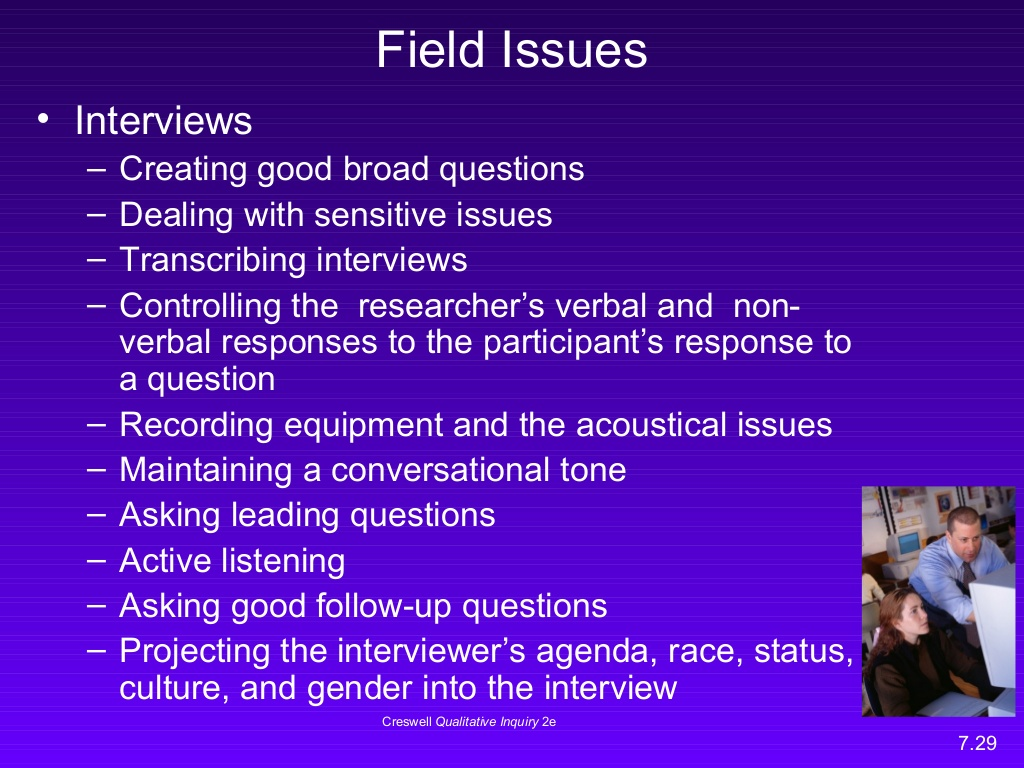 Field Issues
• Interviews
– Creating good broad questions
– Dealing with sensitive issues
– Transcribing interviews
– Controlling the  researcher’s verbal and  non-
verbal responses to the participant’s response to
a question
– Recording equipment and the acoustical issues
– Maintaining a conversational tone
– Asking leading questions
– Active listening
– Asking good follow-up questions
– Projecting the interviewer’s agenda, race, status,
culture, and gender into the interview
Creswell Qualitative Inquiry 2e
7.29